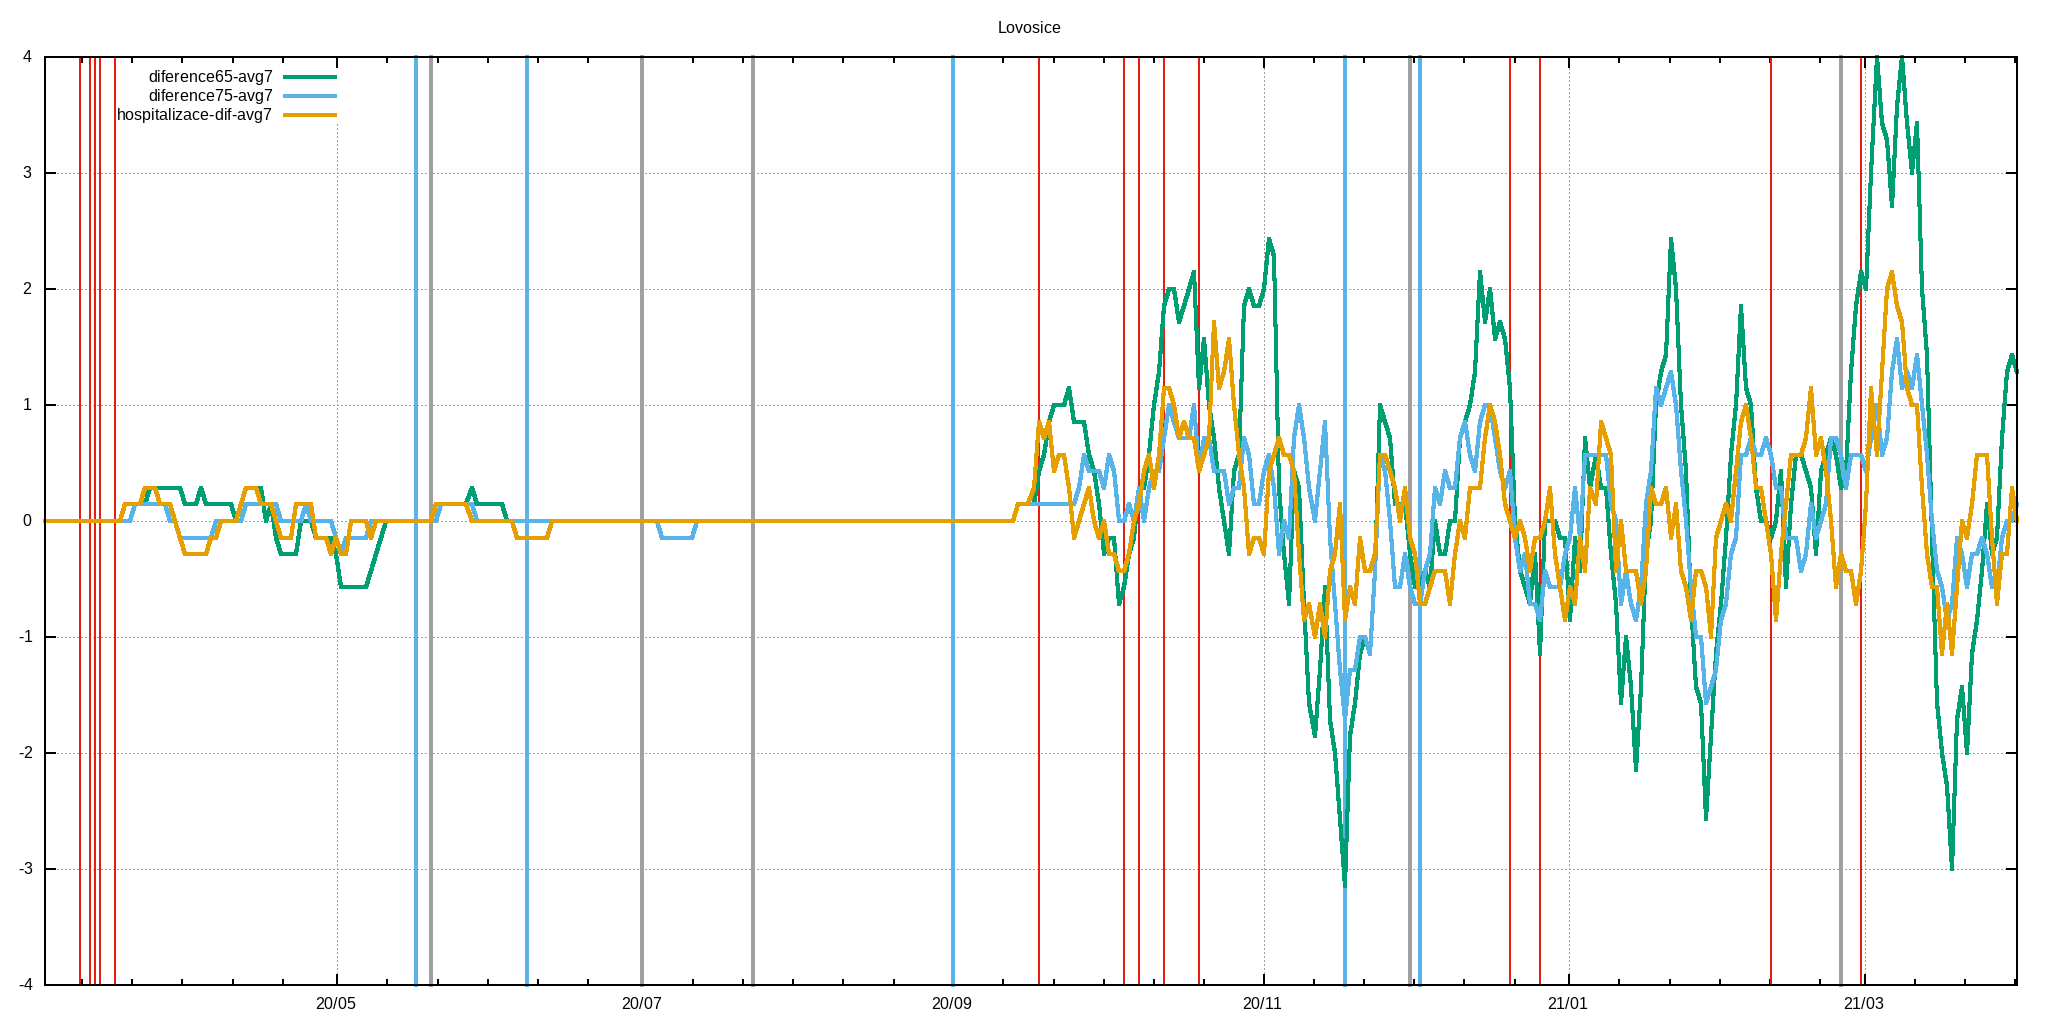 Lovosice
4
diference65-avg7
diference75-avg7
hospitalizace-dif-avg7
3
2
1
0
-1
-2
-3
-4
20/05 20/07 20/09 20/11 21/01 21/03